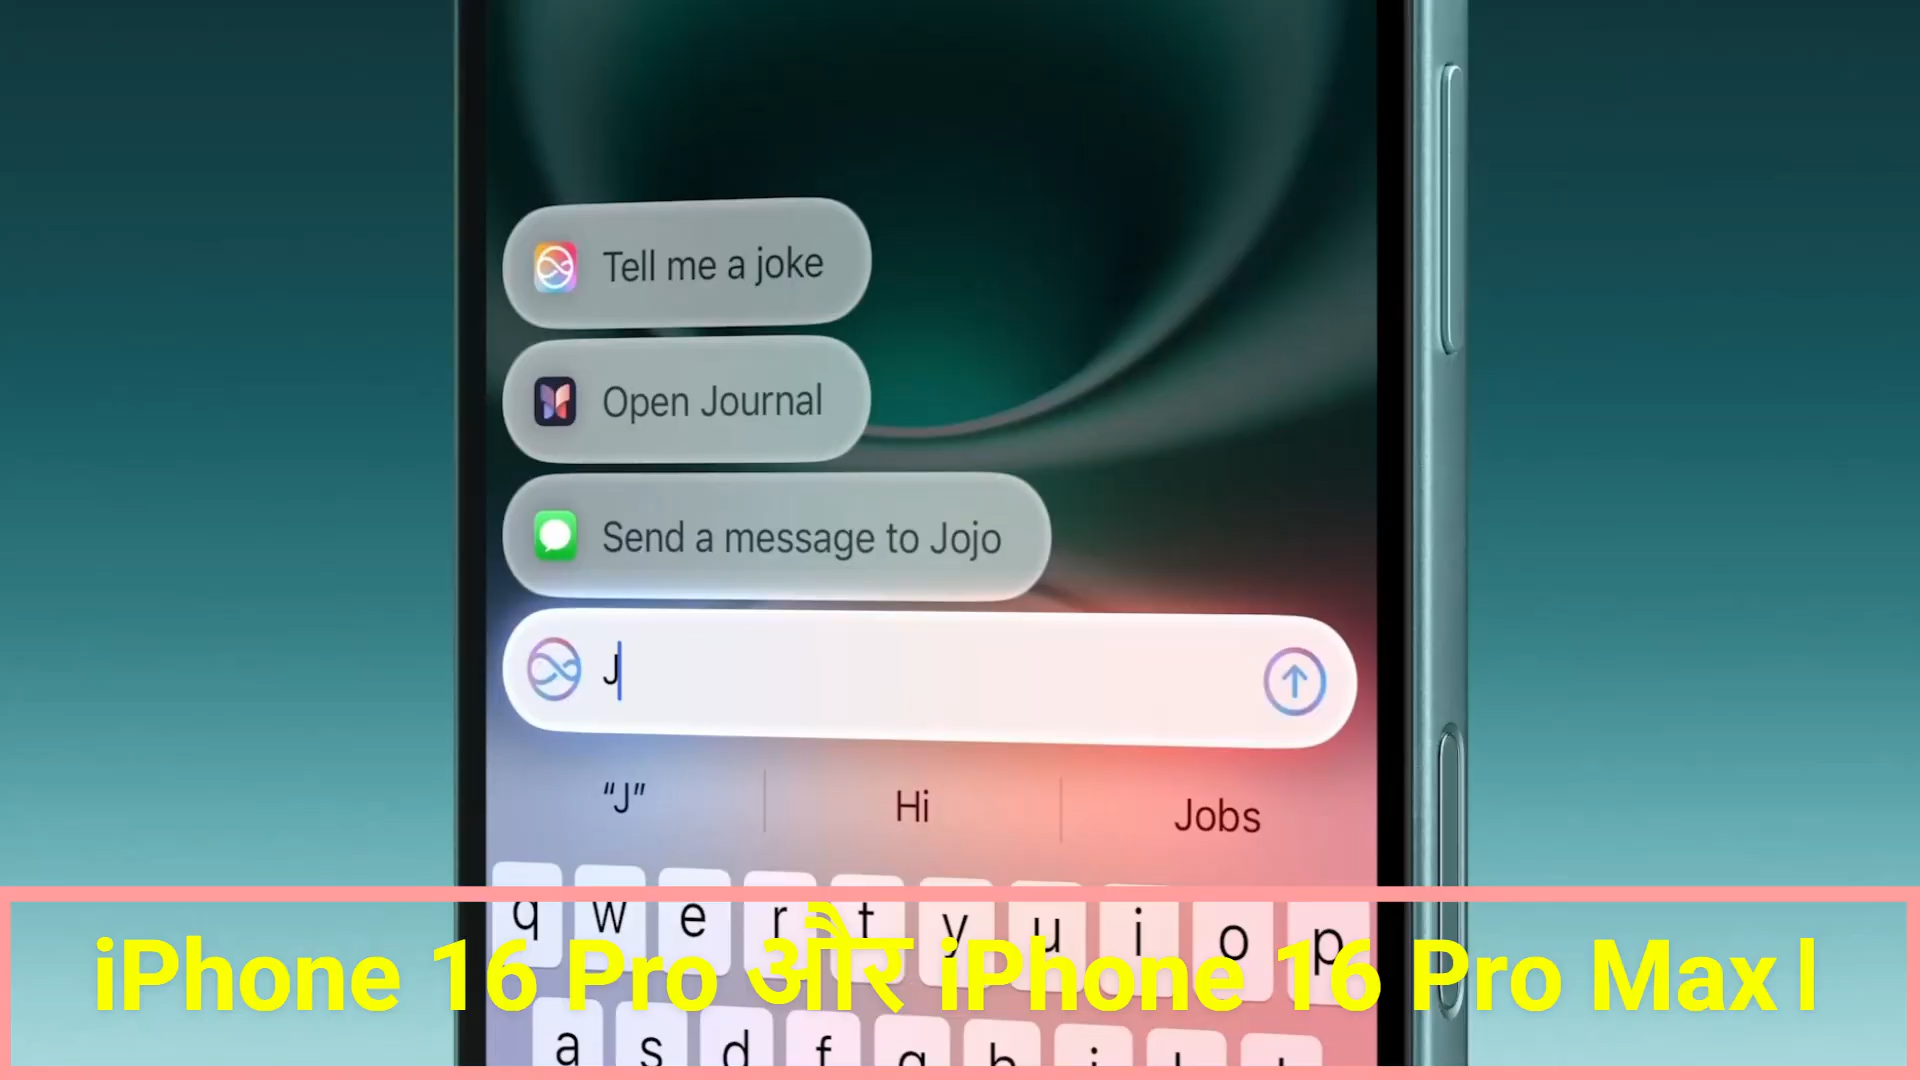 Tell me a joke
Open Journal
Send a message to Jojo
J
“J” Hi Jobs
q w e r t y u i o p
iPhone 16 Pro और iPhone 16 Pro Max।
a s d f g h j